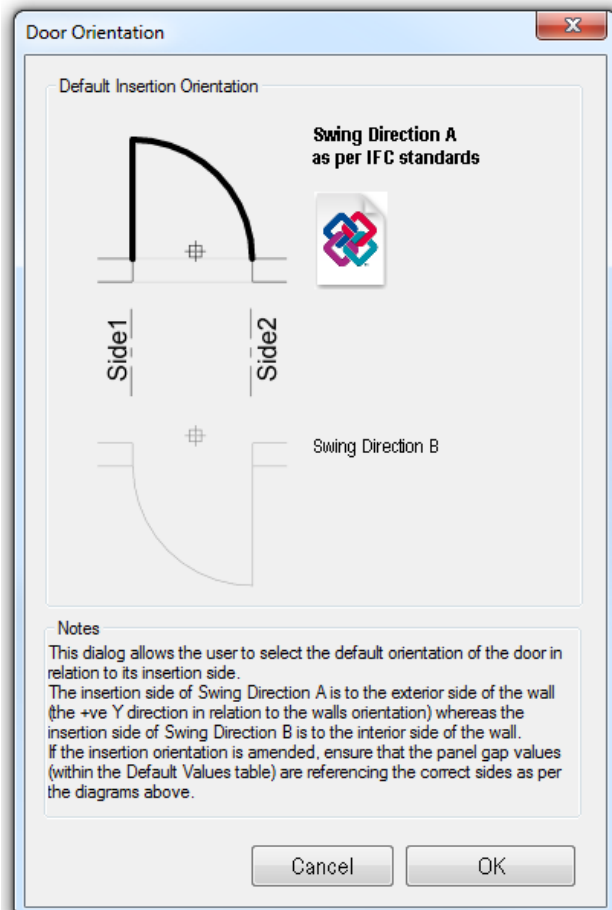 Door Orientation
Default Insertion Orientation
Swing Direction A
as per IFC standards
Side1
Side2
Swing Direction B
Notes
This dialog allows the user to select the default orientation of the door in
relation to its insertion side.
The insertion side of Swing Direction A is to the exterior side of the wall
(the +ve Y direction in relation to the walls orientation) whereas the
insertion side of Swing Direction B is to the interior side of the wall.
If the insertion orientation is amended, ensure that the panel gap values
(within the Default Values table) are referencing the correct sides as per
the diagrams above.
Cancel
OK